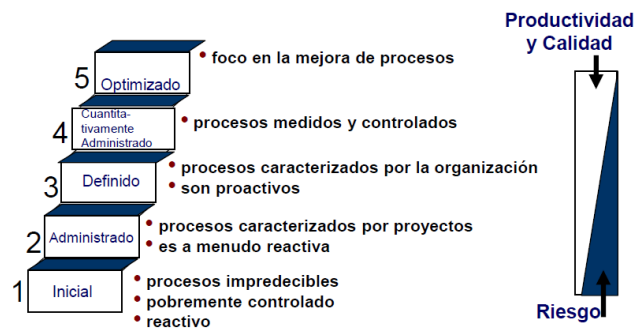 Productividad
y Calidad
5
Optimizado
• foco en la mejora de procesos
4
Cuantita-
tivamente
Administrado
• procesos medidos y controlados
3
Definido
• procesos caracterizados por la organización
• son proactivos
2
Administrado
• procesos caracterizados por proyectos
• es a menudo reactiva
1
Inicial
• procesos impredecibles
• pobremente controlado
• reactivo
Riesgo